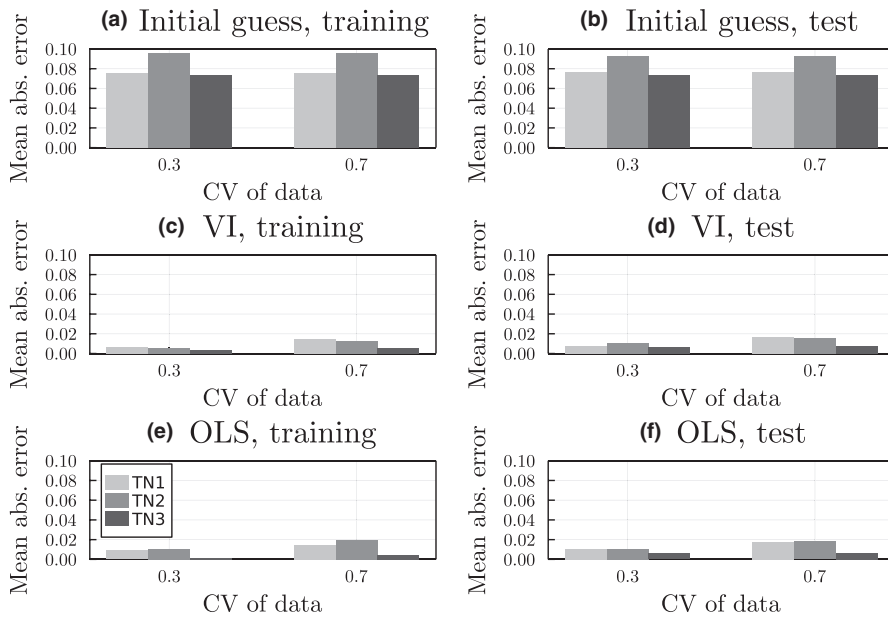 (a) Initial guess, training
Mean abs. error
0.10
0.08
0.06
0.04
0.02
0.00
0.3
0.7
CV of data
(b) Initial guess, test
Mean abs. error
0.10
0.08
0.06
0.04
0.02
0.00
0.3
0.7
CV of data
(c) VI, training
Mean abs. error
0.10
0.08
0.06
0.04
0.02
0.00
0.3
0.7
CV of data
(d) VI, test
Mean abs. error
0.10
0.08
0.06
0.04
0.02
0.00
0.3
0.7
CV of data
(e) OLS, training
Mean abs. error
0.10
0.08
0.06
0.04
0.02
0.00
TN1
TN2
TN3
0.3
0.7
CV of data
(f) OLS, test
Mean abs. error
0.10
0.08
0.06
0.04
0.02
0.00
0.3
0.7
CV of data